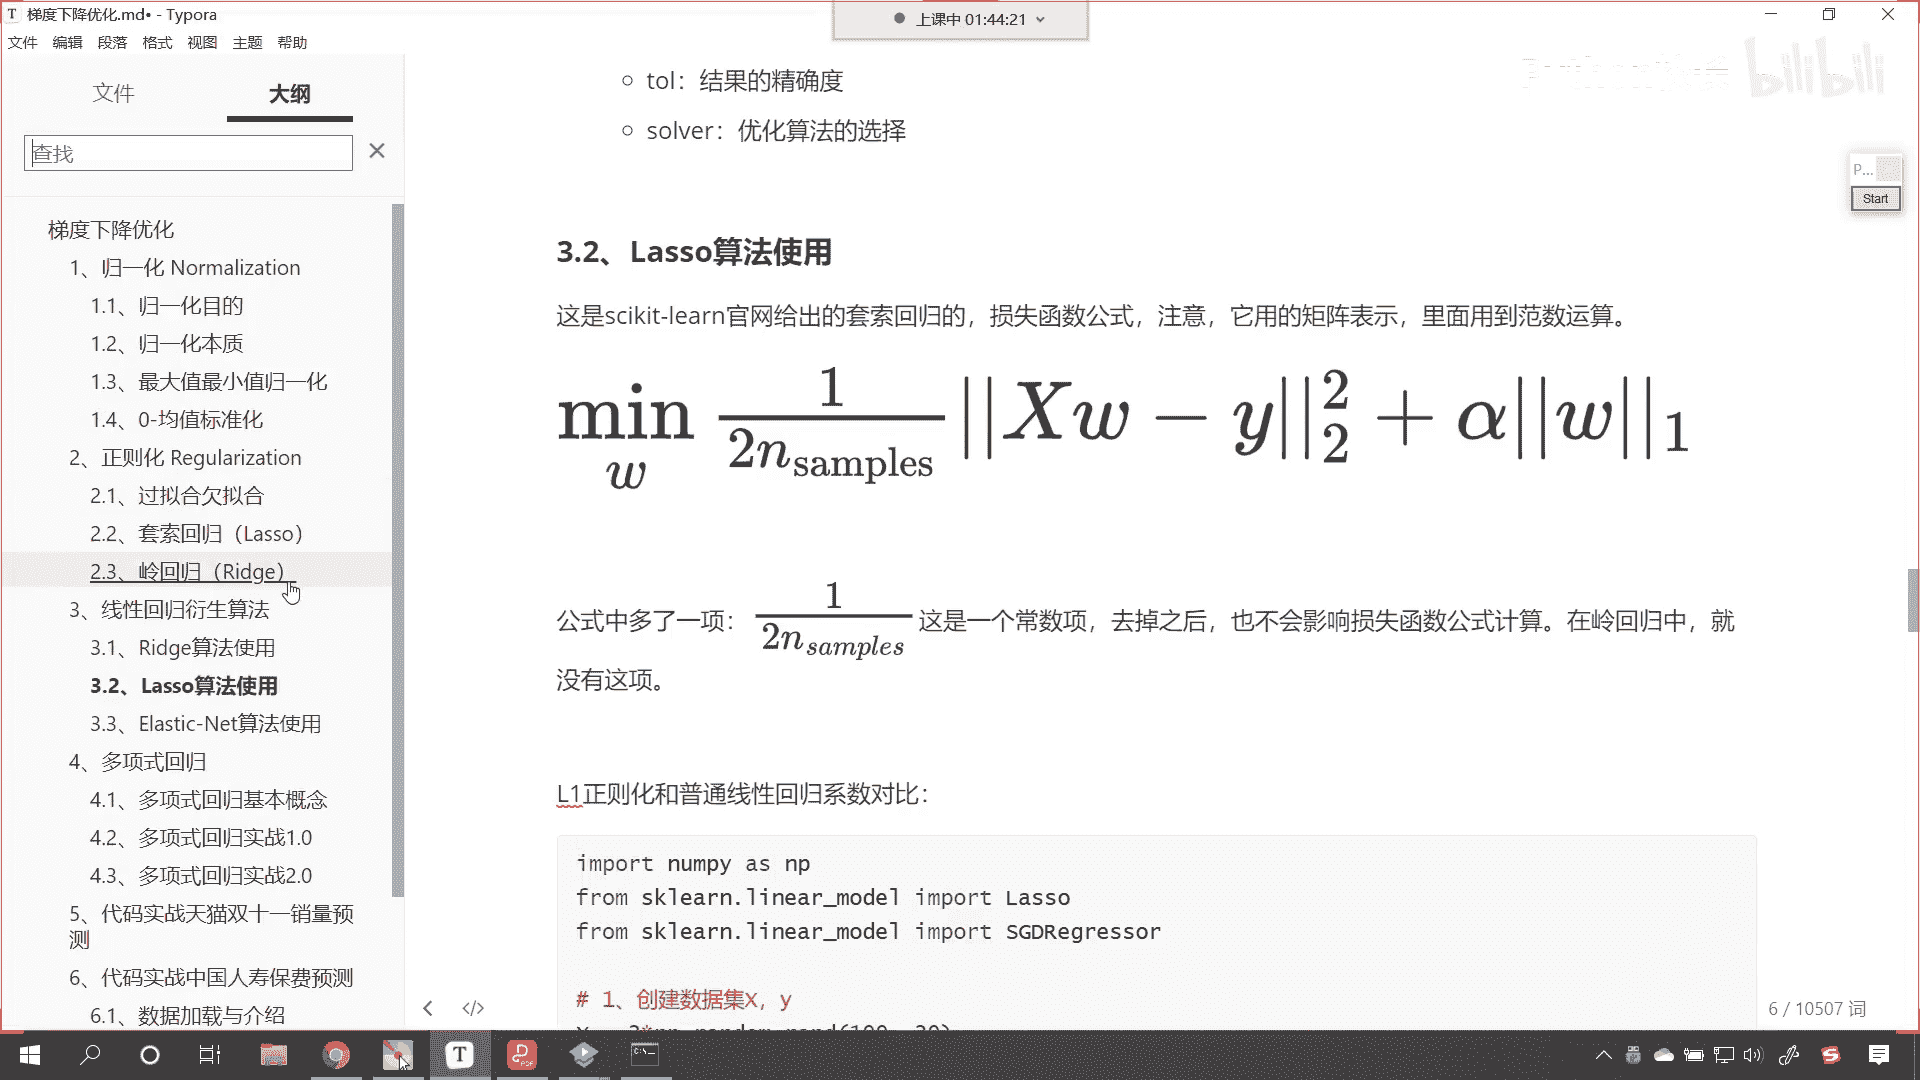 梯度下降优化.md• - Typora
上课中 01:44:21
文件 编辑 段落 格式 视图 主题 帮助
文件 大纲
查找
梯度下降优化
1、归一化 Normalization
1.1、归一化目的
1.2、归一化本质
1.3、最大值最小值归一化
1.4、0-均值标准化
2、正则化 Regularization
2.1、过拟合欠拟合
2.2、套索回归（Lasso）
2.3、岭回归（Ridge）
3、线性回归衍生算法
3.1、Ridge算法使用
3.2、Lasso算法使用
3.3、Elastic-Net算法使用
4、多项式回归
4.1、多项式回归基本概念
4.2、多项式回归实战1.0
4.3、多项式回归实战2.0
5、代码实战天猫双十一销量预
测
6、代码实战中国人寿保费预测
6.1、数据加载与介绍
tol：结果的精确度
solver：优化算法的选择
3.2、Lasso算法使用
这是scikit-learn官网给出的套索回归的，损失函数公式，注意，它用的矩阵表示，里面用到范数运算。
min_w 1/(2n_samples) ||Xw − y||_2^2 + α||w||_1
公式中多了一项： 1/(2n_samples) 这是一个常数项，去掉之后，也不会影响损失函数公式计算。在岭回归中，就
没有这项。
L1正则化和普通线性回归系数对比：
import numpy as np
from sklearn.linear_model import Lasso
from sklearn.linear_model import SGDRegressor
# 1、创建数据集X，y
6 / 10507 词
bilibili
P...
Start